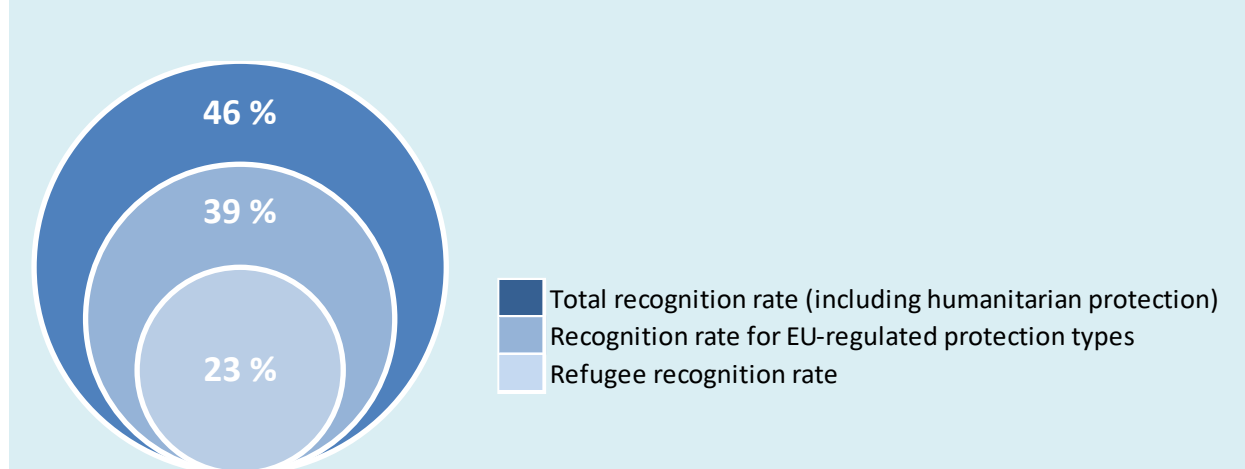 46 %
39 %
23 %
Total recognition rate (including humanitarian protection)
Recognition rate for EU-regulated protection types
Refugee recognition rate